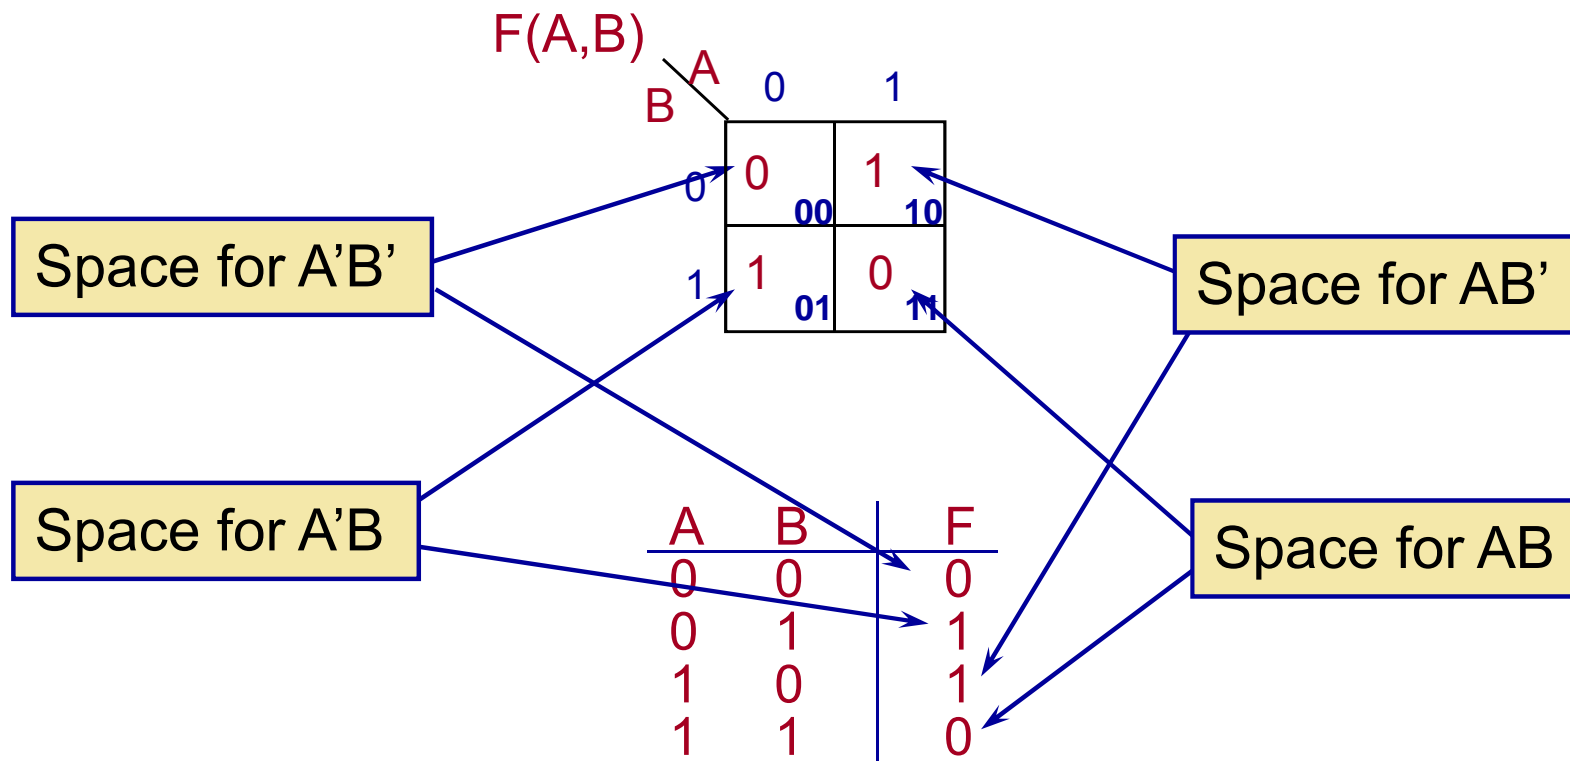 F(A,B)
A
B
0 1
0
0 1
00 10
Space for A’B’
Space for AB’
1
1 0
01 11
Space for A’B
Space for AB
A B F
0 0 0
0 1 1
1 0 1
1 1 0